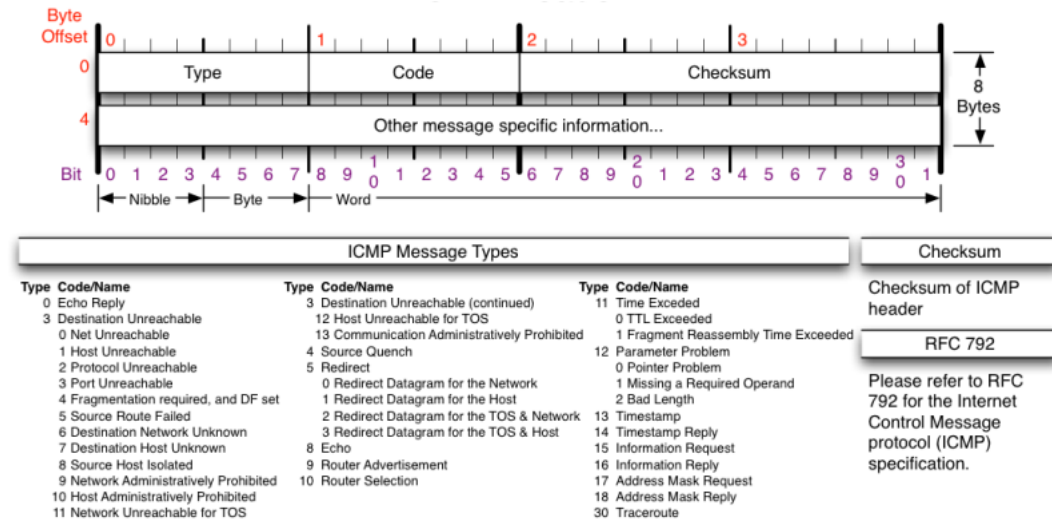 Byte
Offset
0 1 2 3
0 Type Code Checksum
8
Bytes
4 Other message specific information...
Bit 0 1 2 3 4 5 6 7 8 9 10 1 2 3 4 5 6 7 8 9 20 1 2 3 4 5 6 7 8 9 30 1
Nibble Byte Word
ICMP Message Types
Type Code/Name
0 Echo Reply
3 Destination Unreachable
0 Net Unreachable
1 Host Unreachable
2 Protocol Unreachable
3 Port Unreachable
4 Fragmentation required, and DF set
5 Source Route Failed
6 Destination Network Unknown
7 Destination Host Unknown
8 Source Host Isolated
9 Network Administratively Prohibited
10 Host Administratively Prohibited
11 Network Unreachable for TOS
Type Code/Name
3 Destination Unreachable (continued)
12 Host Unreachable for TOS
13 Communication Administratively Prohibited
4 Source Quench
5 Redirect
0 Redirect Datagram for the Network
1 Redirect Datagram for the Host
2 Redirect Datagram for the TOS & Network
3 Redirect Datagram for the TOS & Host
8 Echo
9 Router Advertisement
10 Router Selection
Type Code/Name
11 Time Exceded
0 TTL Exceeded
1 Fragment Reassembly Time Exceeded
12 Parameter Problem
0 Pointer Problem
1 Missing a Required Operand
2 Bad Length
13 Timestamp
14 Timestamp Reply
15 Information Request
16 Information Reply
17 Address Mask Request
18 Address Mask Reply
30 Traceroute
Checksum
Checksum of ICMP
header
RFC 792
Please refer to RFC
792 for the Internet
Control Message
protocol (ICMP)
specification.